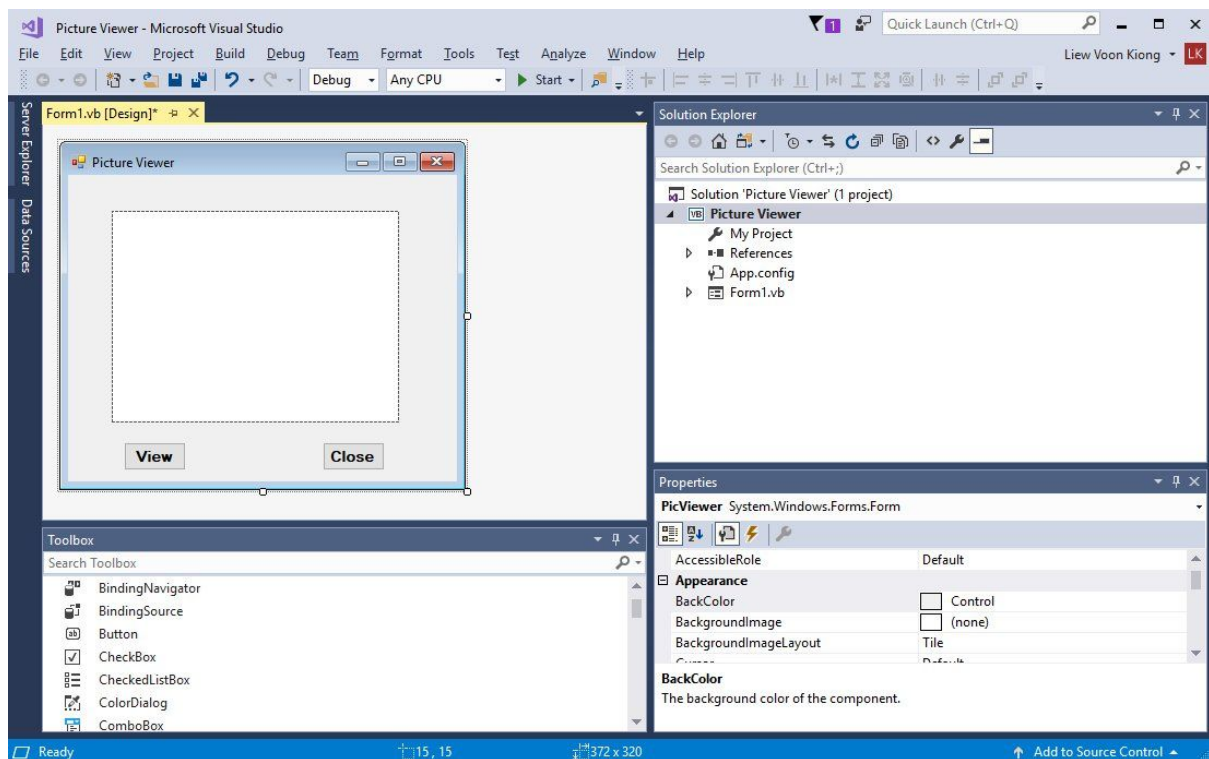 Picture Viewer - Microsoft Visual Studio
1
Quick Launch (Ctrl+Q)
File Edit View Project Build Debug Team Format Tools Test Analyze Window Help
Liew Voon Kiong LK
Debug Any CPU Start
Server Explorer
Data Sources
Form1.vb [Design]*
Picture Viewer
View Close
Solution Explorer
Search Solution Explorer (Ctrl+;)
Solution 'Picture Viewer' (1 project)
VB Picture Viewer
My Project
References
App.config
Form1.vb
Toolbox
Search Toolbox
BindingNavigator
BindingSource
ab Button
CheckBox
CheckedListBox
ColorDialog
ComboBox
Properties
PicViewer System.Windows.Forms.Form
AccessibleRole Default
Appearance
BackColor Control
BackgroundImage (none)
BackgroundImageLayout Tile
Cursor Default
BackColor
The background color of the component.
Ready 15, 15 372 x 320 Add to Source Control